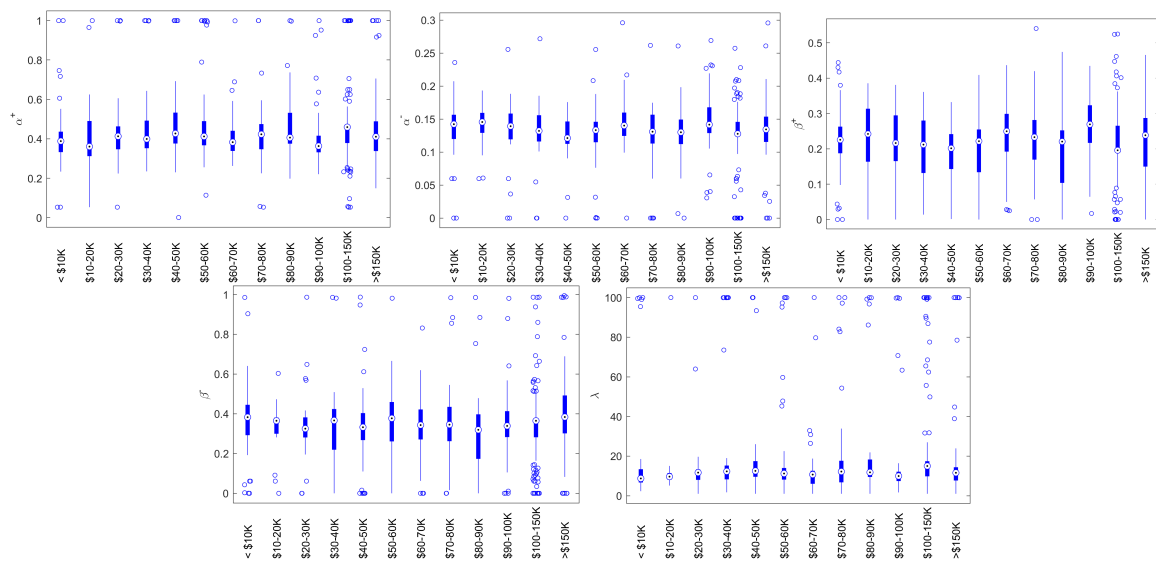 α+
1
0.8
0.6
0.4
0.2
0
< $10K
$10-20K
$20-30K
$30-40K
$40-50K
$50-60K
$60-70K
$70-80K
$80-90K
$90-100K
$100-150K
>$150K
α-
0.3
0.25
0.2
0.15
0.1
0.05
0
< $10K
$10-20K
$20-30K
$30-40K
$40-50K
$50-60K
$60-70K
$70-80K
$80-90K
$90-100K
$100-150K
>$150K
β+
0.5
0.4
0.3
0.2
0.1
0
< $10K
$10-20K
$20-30K
$30-40K
$40-50K
$50-60K
$60-70K
$70-80K
$80-90K
$90-100K
$100-150K
>$150K
β-
1
0.8
0.6
0.4
0.2
0
< $10K
$10-20K
$20-30K
$30-40K
$40-50K
$50-60K
$60-70K
$70-80K
$80-90K
$90-100K
$100-150K
>$150K
λ
100
80
60
40
20
0
< $10K
$10-20K
$20-30K
$30-40K
$40-50K
$50-60K
$60-70K
$70-80K
$80-90K
$90-100K
$100-150K
>$150K